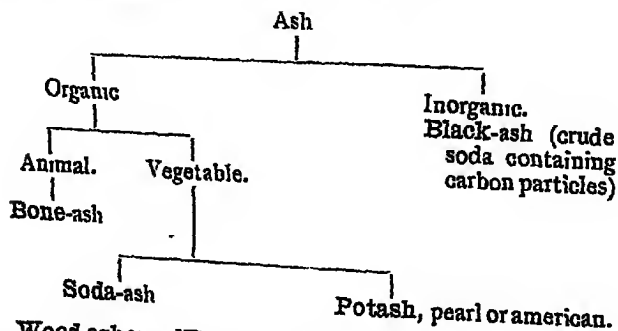 Ash
Organic
Inorganic.
Black-ash (crude
soda containing
carbon particles)
Animal.
Vegetable.
Bone-ash
Soda-ash
Potash, pearl or american.